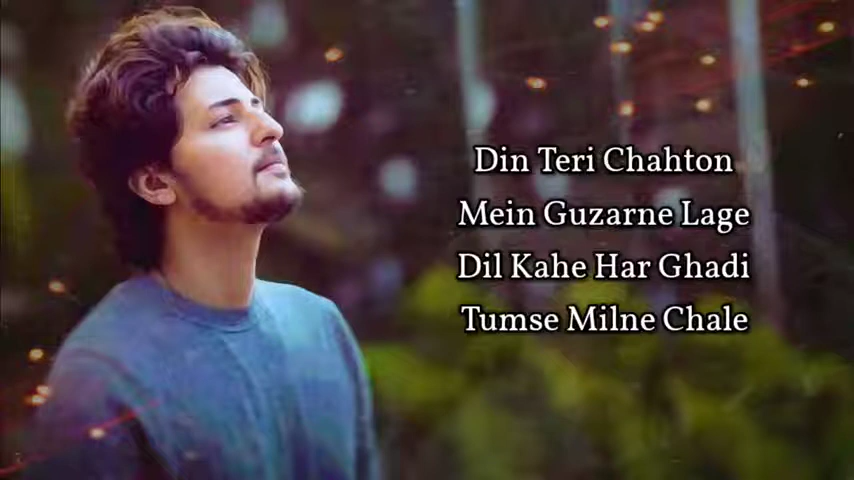 Din Teri Chahton
Mein Guzarne Lage
Dil Kahe Har Ghadi
Tumse Milne Chale